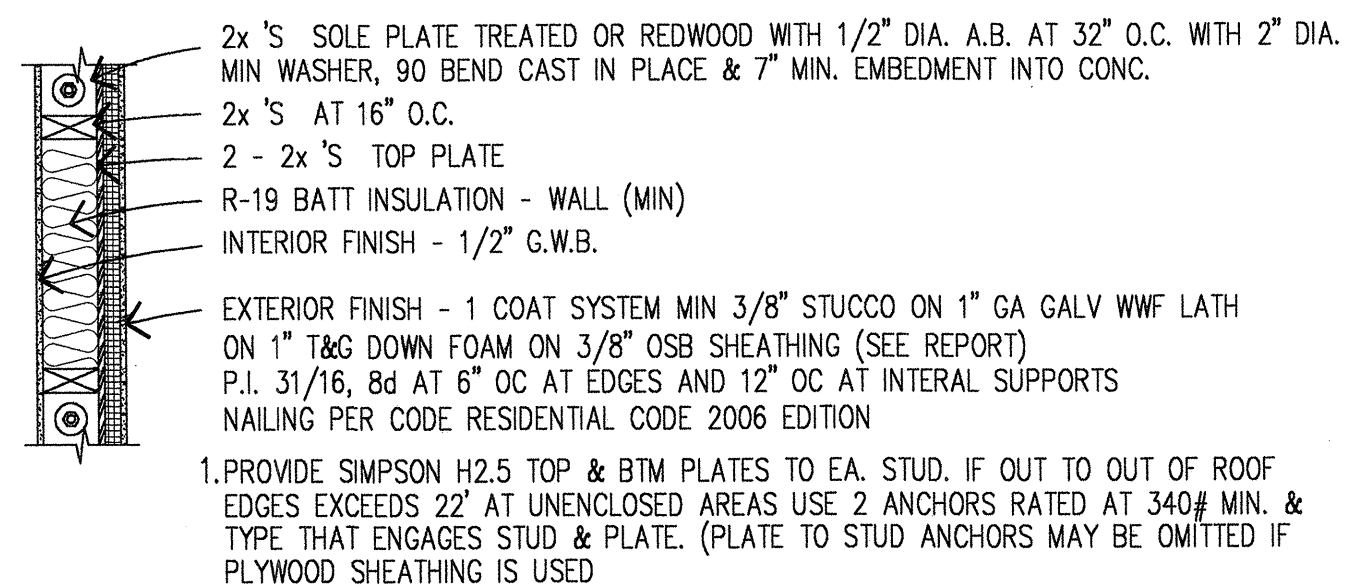 2x 'S SOLE PLATE TREATED OR REDWOOD WITH 1/2" DIA. A.B. AT 32" O.C. WITH 2" DIA.
MIN WASHER, 90 BEND CAST IN PLACE & 7" MIN. EMBEDMENT INTO CONC.
2x 'S AT 16" O.C.
2 - 2x 'S TOP PLATE
R-19 BATT INSULATION - WALL (MIN)
INTERIOR FINISH - 1/2" G.W.B.
EXTERIOR FINISH - 1 COAT SYSTEM MIN 3/8" STUCCO ON 1" GA GALV WWF LATH
ON 1" T&G DOWN FOAM ON 3/8" OSB SHEATHING (SEE REPORT)
P.I. 31/16, 8d AT 6" OC AT EDGES AND 12" OC AT INTERAL SUPPORTS
NAILING PER CODE RESIDENTIAL CODE 2006 EDITION
1.PROVIDE SIMPSON H2.5 TOP & BTM PLATES TO EA. STUD. IF OUT TO OUT OF ROOF
EDGES EXCEEDS 22' AT UNENCLOSED AREAS USE 2 ANCHORS RATED AT 340# MIN. &
TYPE THAT ENGAGES STUD & PLATE. (PLATE TO STUD ANCHORS MAY BE OMITTED IF
PLYWOOD SHEATHING IS USED